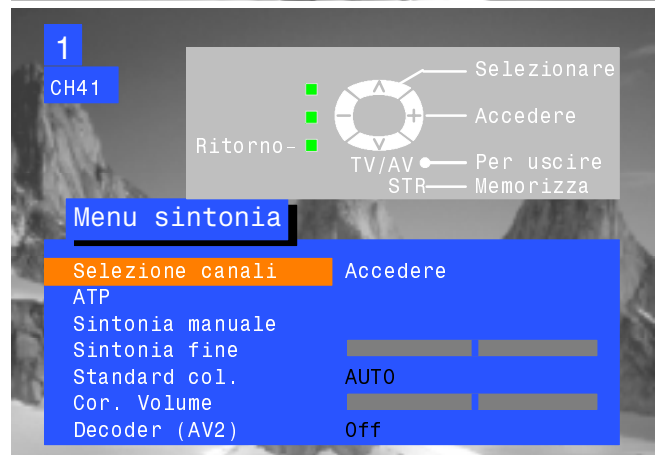 1
CH41
Selezionare
Accedere
Ritorno-
TV/AV Per uscire
STR Memorizza
Menu sintonia
Selezione canali Accedere
ATP
Sintonia manuale
Sintonia fine
Standard col. AUTO
Cor. Volume
Decoder (AV2) Off